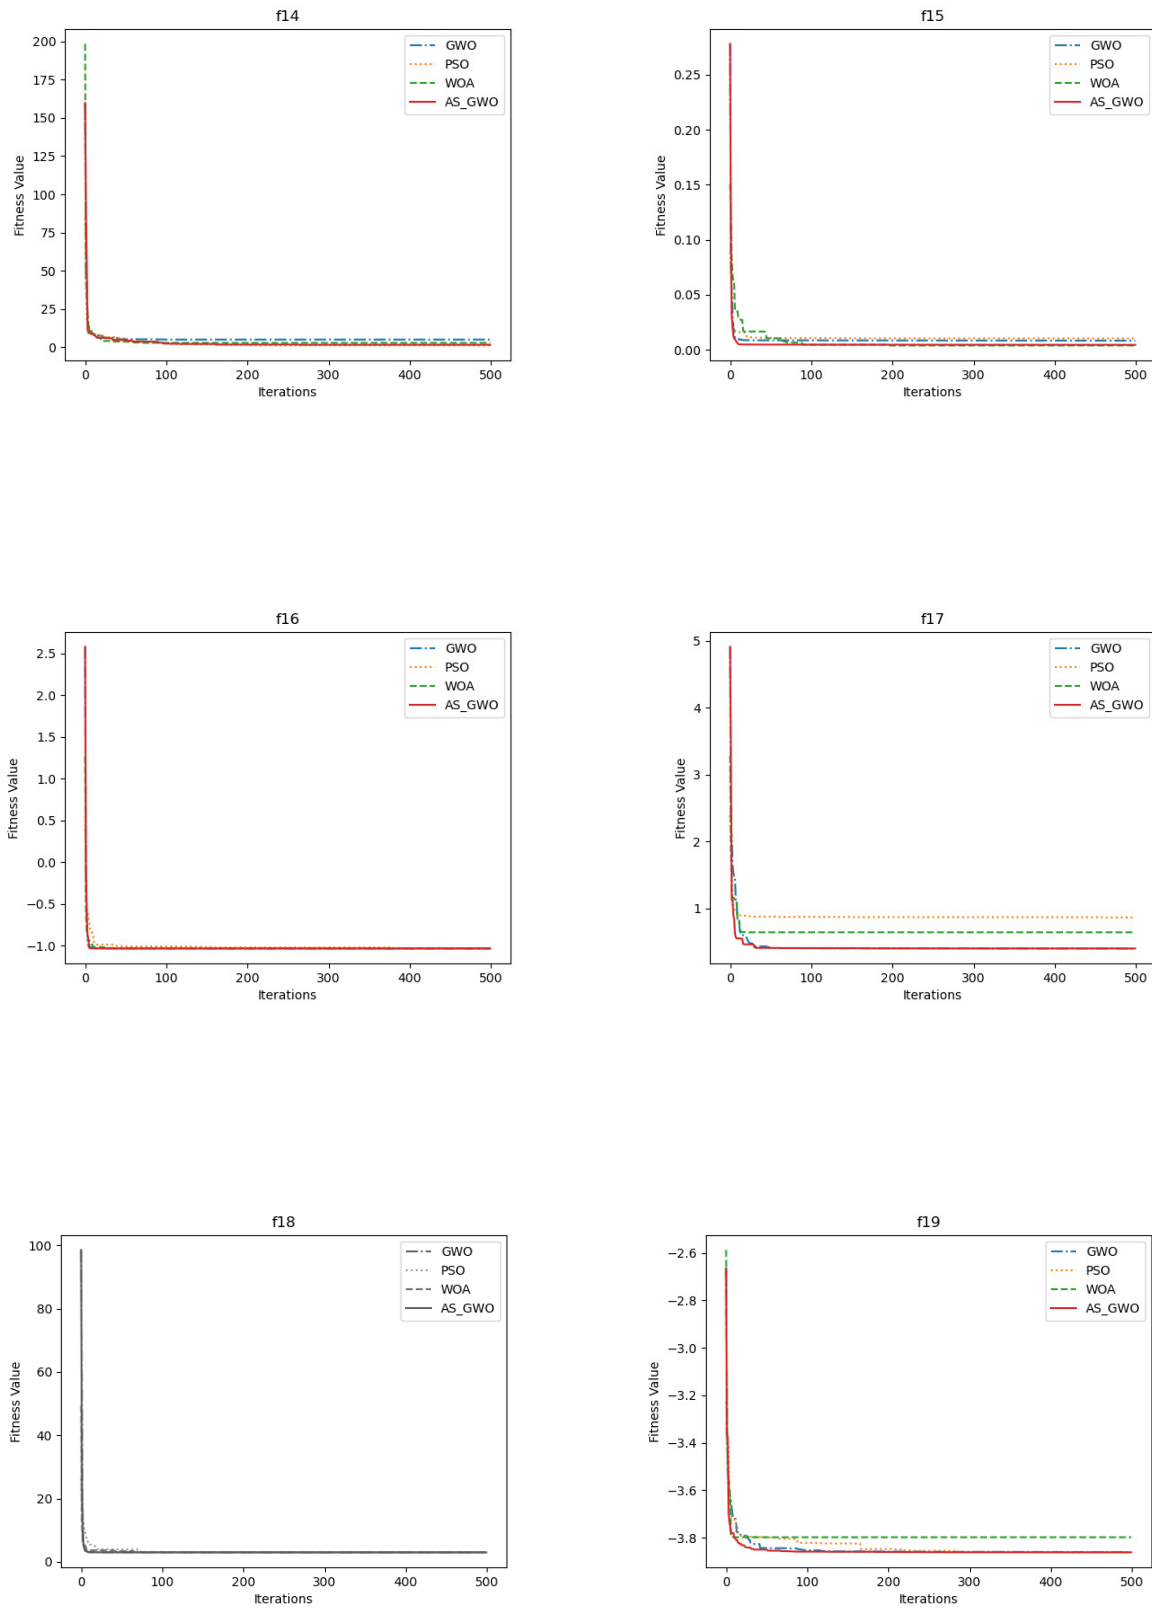 f14
Fitness Value
200
175
150
125
100
75
50
25
0
0 100 200 300 400 500
Iterations
GWO
PSO
WOA
AS_GWO
f15
Fitness Value
0.25
0.20
0.15
0.10
0.05
0.00
0 100 200 300 400 500
Iterations
GWO
PSO
WOA
AS_GWO
f16
Fitness Value
2.5
2.0
1.5
1.0
0.5
0.0
−0.5
−1.0
0 100 200 300 400 500
Iterations
GWO
PSO
WOA
AS_GWO
f17
Fitness Value
5
4
3
2
1
0 100 200 300 400 500
Iterations
GWO
PSO
WOA
AS_GWO
f18
Fitness Value
100
80
60
40
20
0
0 100 200 300 400 500
Iterations
GWO
PSO
WOA
AS_GWO
f19
Fitness Value
−2.6
−2.8
−3.0
−3.2
−3.4
−3.6
−3.8
0 100 200 300 400 500
Iterations
GWO
PSO
WOA
AS_GWO